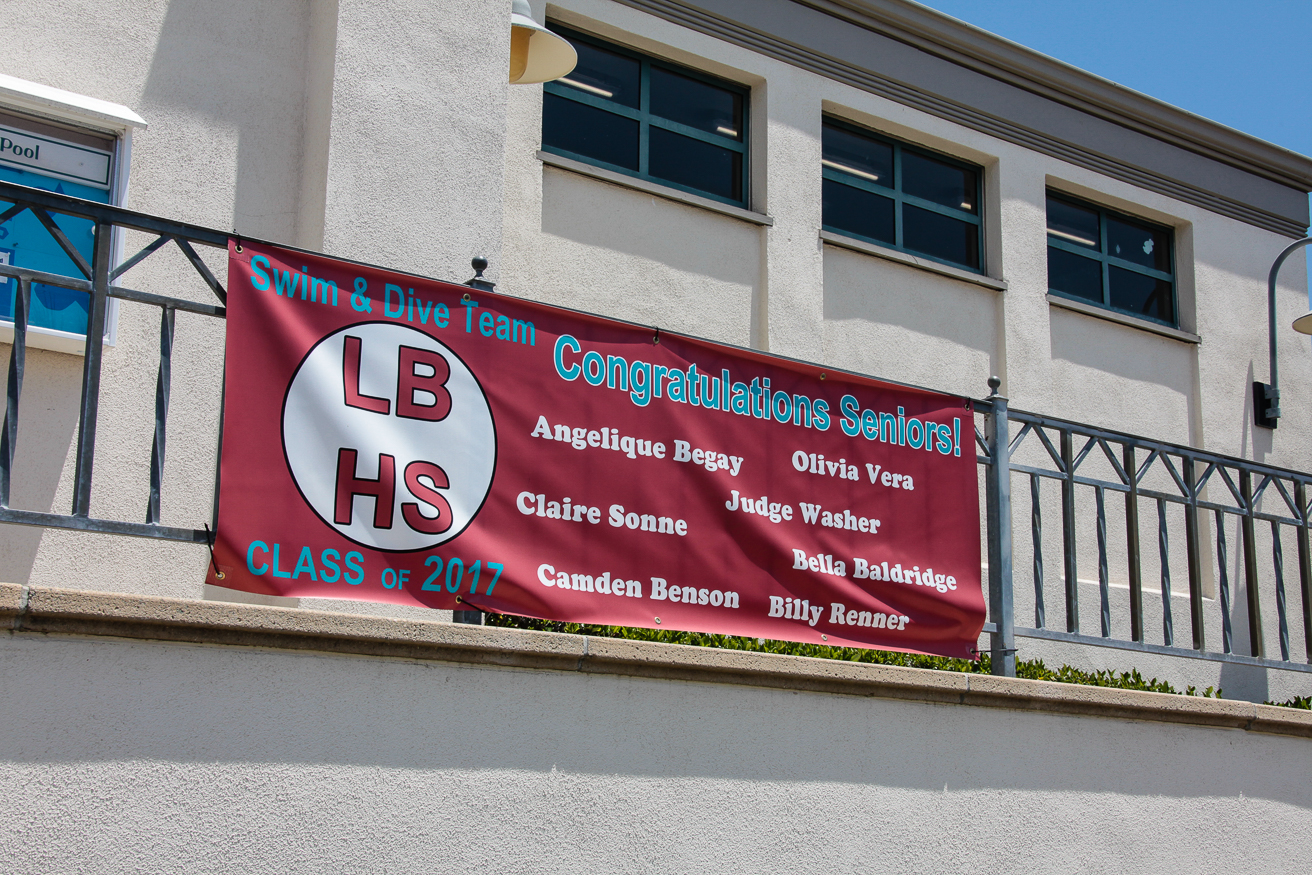 Pool
Swim & Dive Team
LB
HS
CLASS OF 2017
Congratulations Seniors!
Angelique Begay
Olivia Vera
Claire Sonne
Judge Washer
Camden Benson
Bella Baldridge
Billy Renner